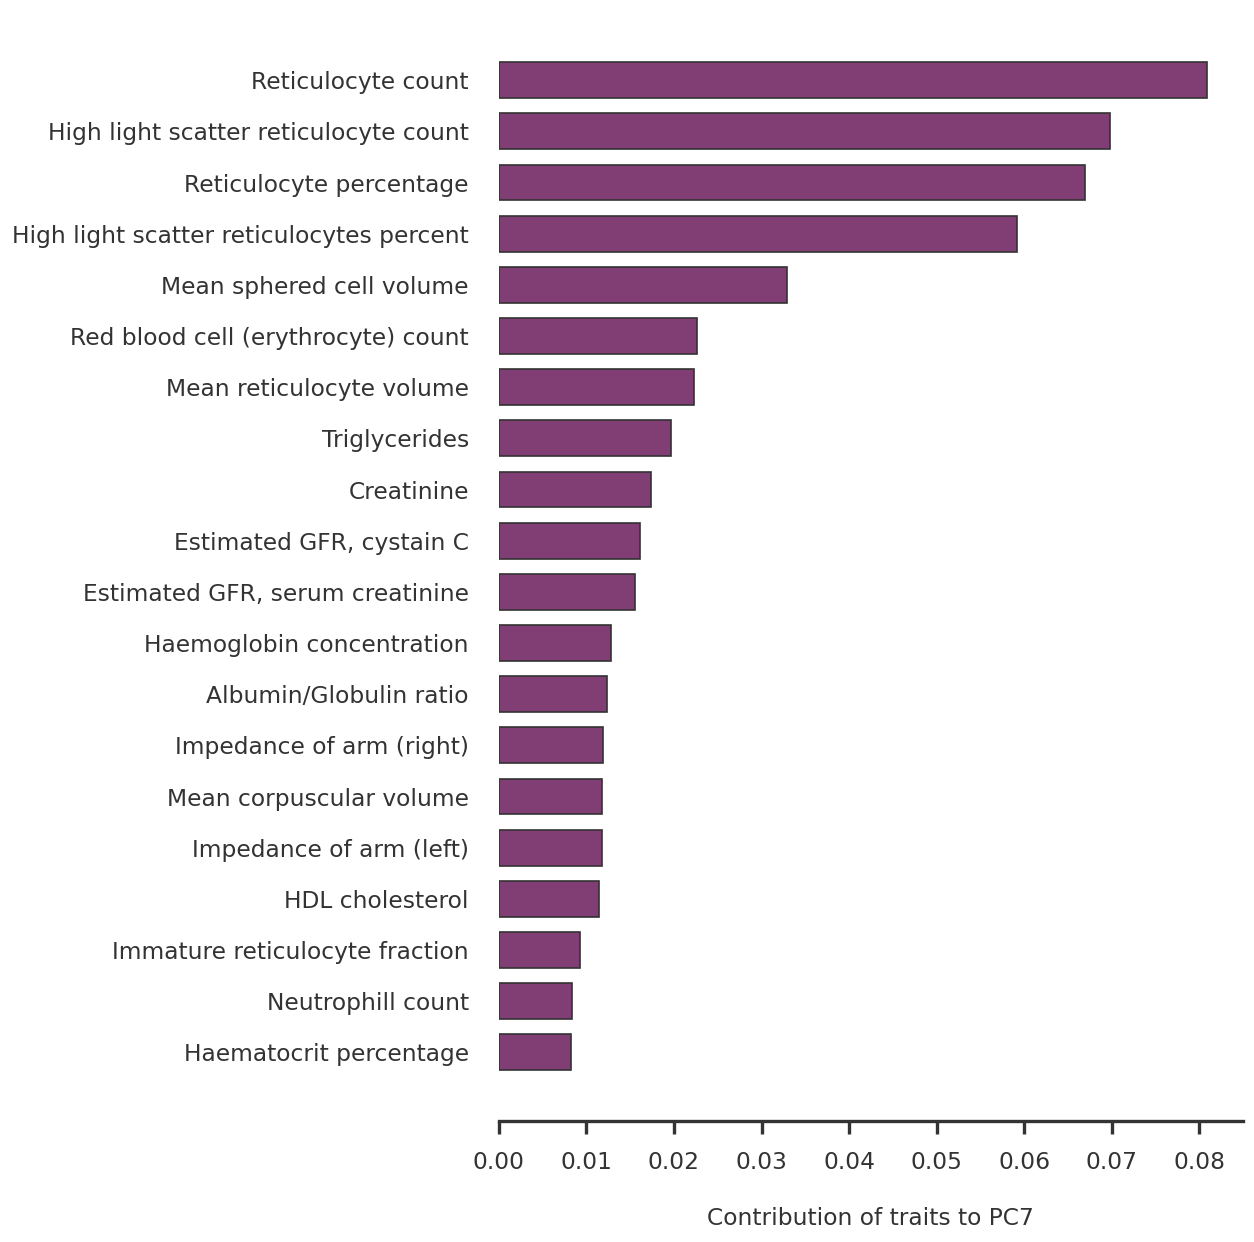 Reticulocyte count
High light scatter reticulocyte count
Reticulocyte percentage
High light scatter reticulocytes percent
Mean sphered cell volume
Red blood cell (erythrocyte) count
Mean reticulocyte volume
Triglycerides
Creatinine
Estimated GFR, cystain C
Estimated GFR, serum creatinine
Haemoglobin concentration
Albumin/Globulin ratio
Impedance of arm (right)
Mean corpuscular volume
Impedance of arm (left)
HDL cholesterol
Immature reticulocyte fraction
Neutrophill count
Haematocrit percentage
0.00 0.01 0.02 0.03 0.04 0.05 0.06 0.07 0.08
Contribution of traits to PC7